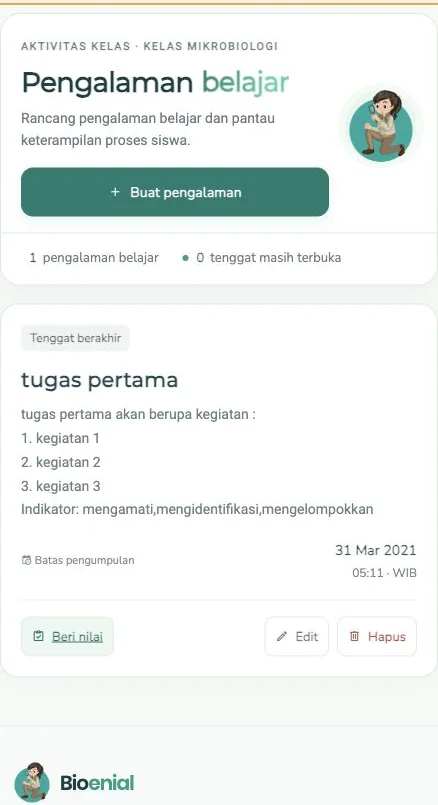 AKTIVITAS KELAS · KELAS MIKROBIOLOGI
Pengalaman belajar
Rancang pengalaman belajar dan pantau
keterampilan proses siswa.
+ Buat pengalaman
1 pengalaman belajar
0 tenggat masih terbuka
Tenggat berakhir
tugas pertama
tugas pertama akan berupa kegiatan :
1. kegiatan 1
2. kegiatan 2
3. kegiatan 3
Indikator: mengamati,mengidentifikasi,mengelompokkan
Batas pengumpulan
31 Mar 2021
05:11 · WIB
Beri nilai
Edit
Hapus
Bioenial